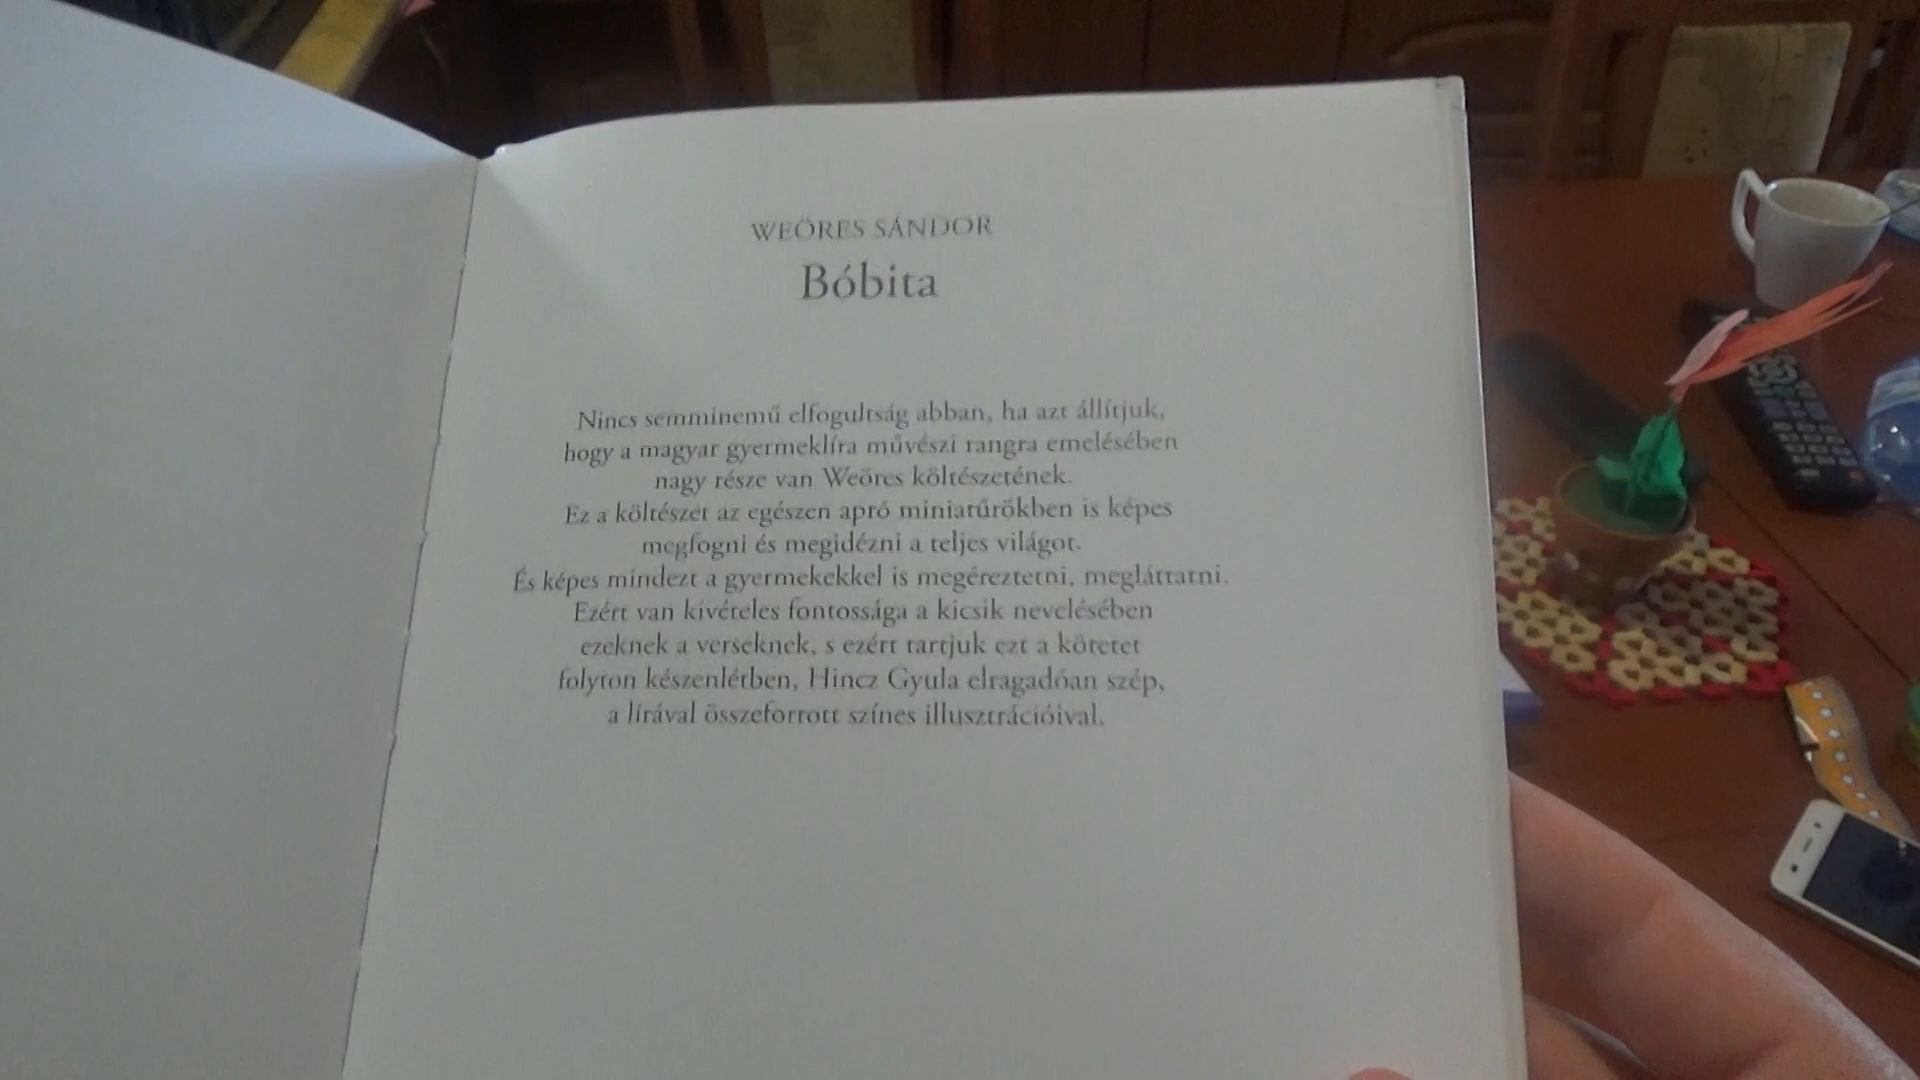 WEÖRES SÁNDOR
Bóbita
Nincs semminemű elfogultság abban, ha azt állítjuk,
hogy a magyar gyermeklíra művészi rangra emelésében
nagy része van Weöres költészetének.
Ez a költészet az egészen apró miniatűrökben is képes
megfogni és megidézni a teljes világot.
És képes mindezt a gyermekekkel is megéreztetni, megláttatni.
Ezért van kivételes fontossága a kicsik nevelésében
ezeknek a verseknek, s ezért tartjuk ezt a kötetet
folyton készenlétben, Hincz Gyula elragadóan szép,
a lírával összeforrott színes illusztrációival.